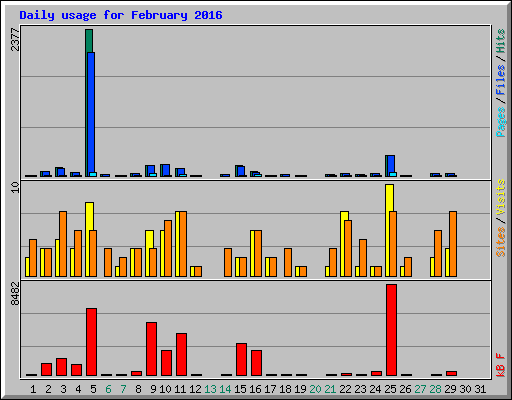 Daily usage for February 2016
2377
Pages / Files / Hits
10
Sites / Visits
8482
kB F
1 2 3 4 5 6 7 8 9 10 11 12 13 14 15 16 17 18 19 20 21 22 23 24 25 26 27 28 29 30 31